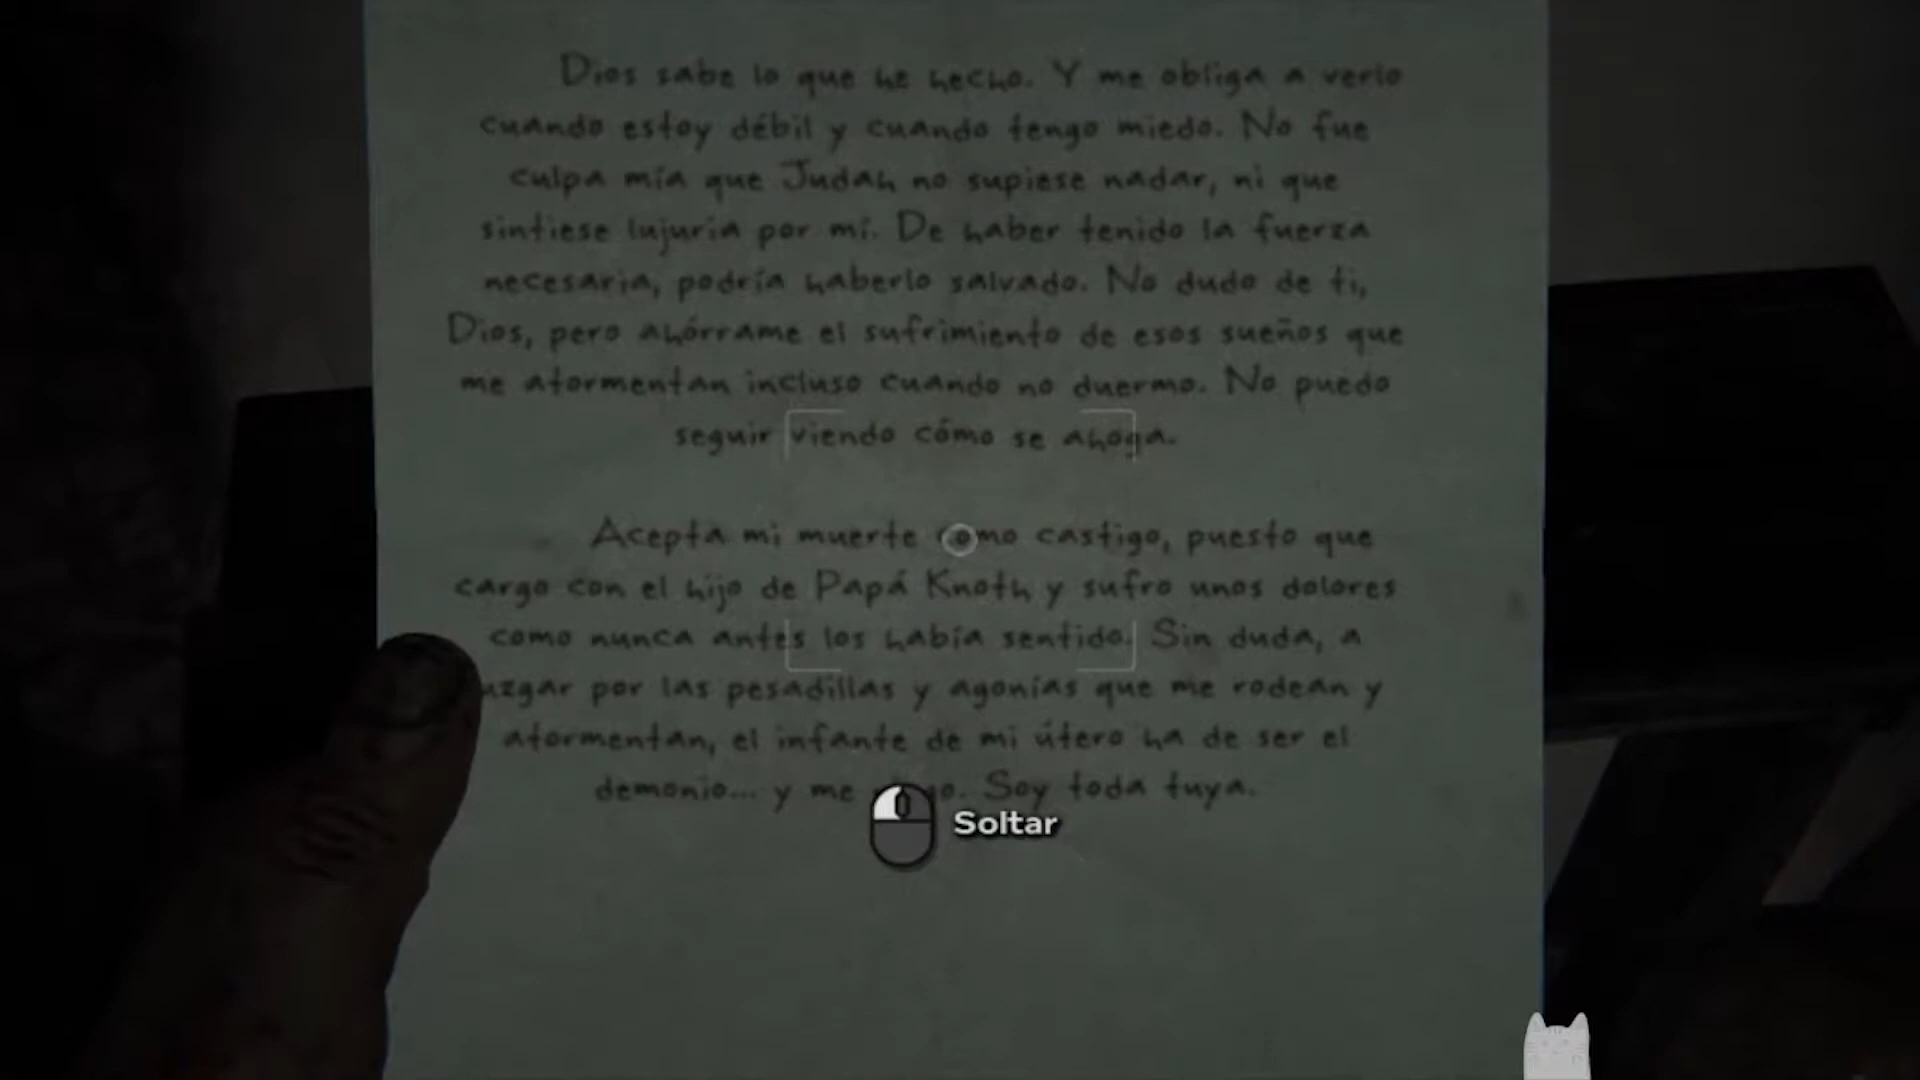 Dios sabe lo que he hecho. Y me obliga a verlo
cuando estoy débil y cuando tengo miedo. No fue
culpa mía que Judah no supiese nadar, ni que
sintiese lujuria por mí. De haber tenido la fuerza
necesaria, podría haberlo salvado. No dudo de ti,
Dios, pero ahórrame el sufrimiento de esos sueños que
me atormentan incluso cuando no duermo. No puedo
seguir viendo cómo se ahoga.
Acepta mi muerte como castigo, puesto que
cargo con el hijo de Papá Knoth y sufro unos dolores
como nunca antes los había sentido. Sin duda, a
por las pesadillas y agonías que me rodean y
atormentan, el infante de mi útero ha de ser el
demonio... y me Soy toda tuya.
Soltar